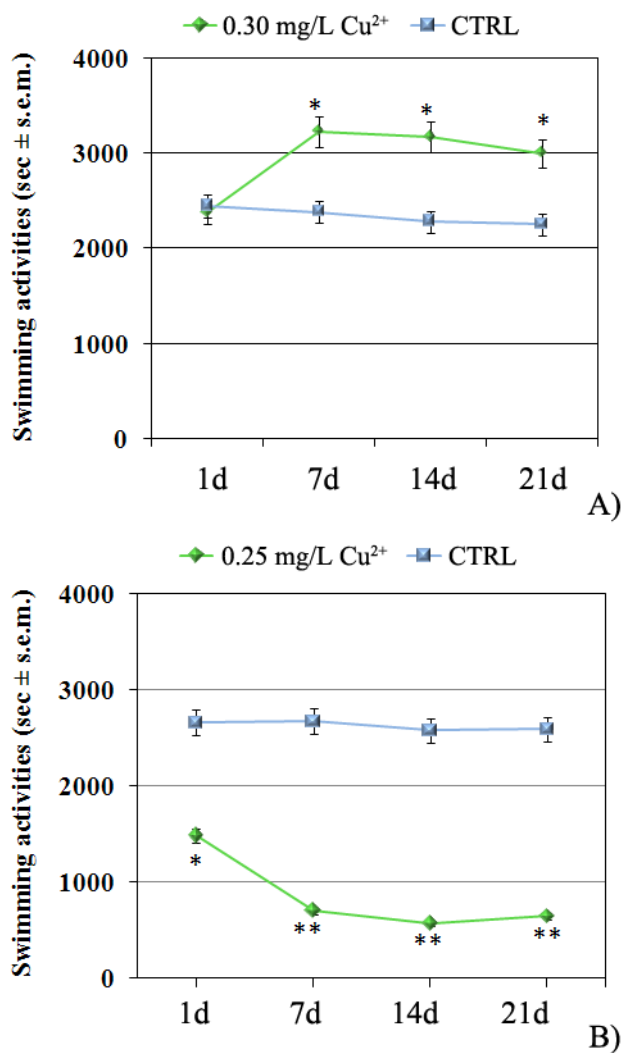 0.30 mg/L Cu²⁺ CTRL
Swimming activities (sec ± s.e.m.)
4000
3000
2000
1000
0
* * *
1d 7d 14d 21d
A)
0.25 mg/L Cu²⁺ CTRL
Swimming activities (sec ± s.e.m.)
4000
3000
2000
1000
0
* ** ** **
1d 7d 14d 21d
B)